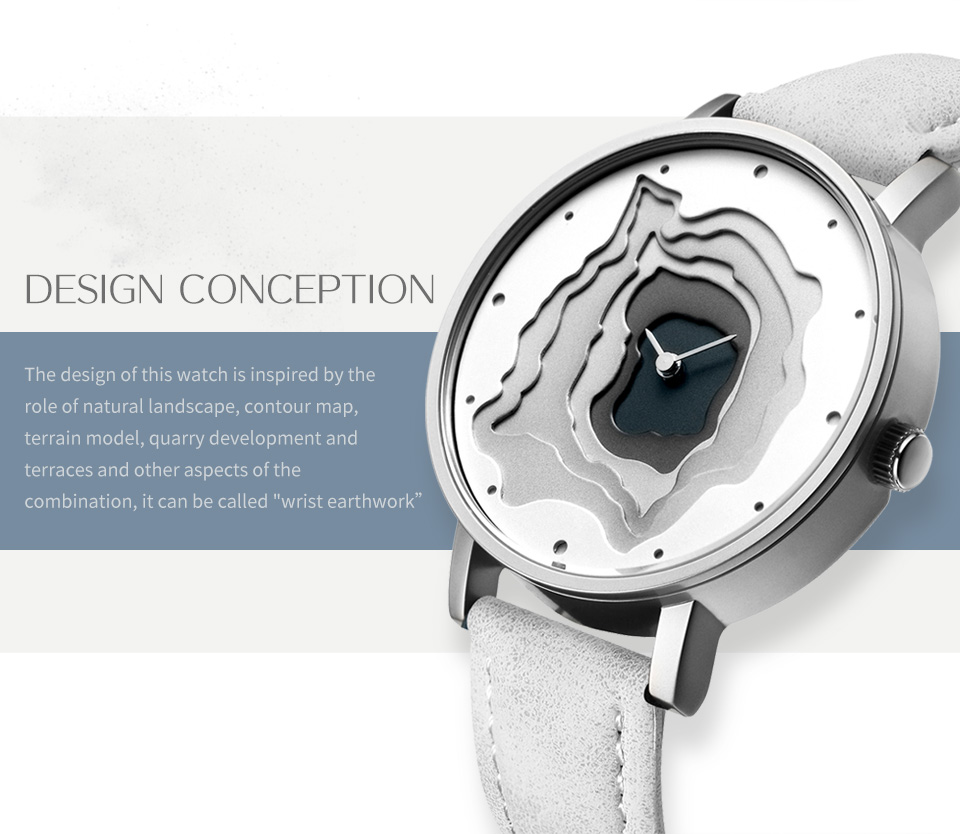 DESIGN CONCEPTION
The design of this watch is inspired by the
role of natural landscape, contour map,
terrain model, quarry development and
terraces and other aspects of the
combination, it can be called "wrist earthwork”